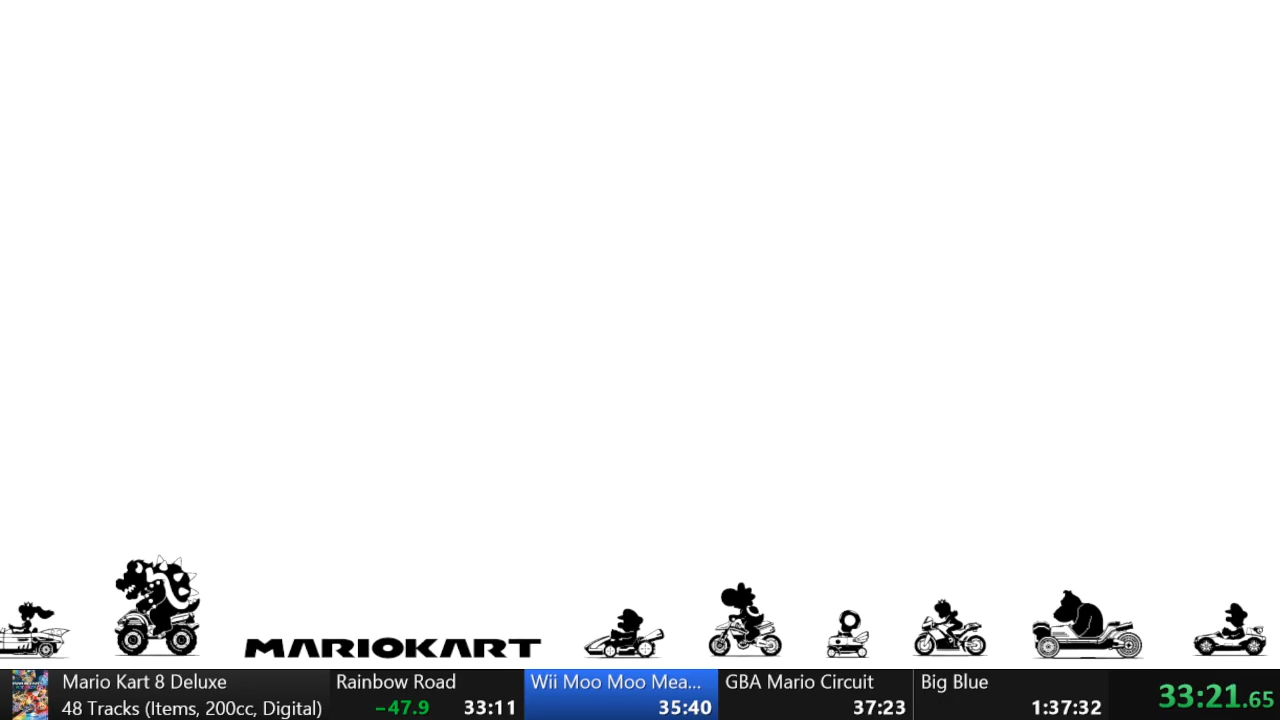 MARIOKART
Mario Kart 8 Deluxe
48 Tracks (Items, 200cc, Digital)
Rainbow Road
−47.9 33:11
Wii Moo Moo Mea...
35:40
GBA Mario Circuit
37:23
Big Blue
1:37:32
33:21.65